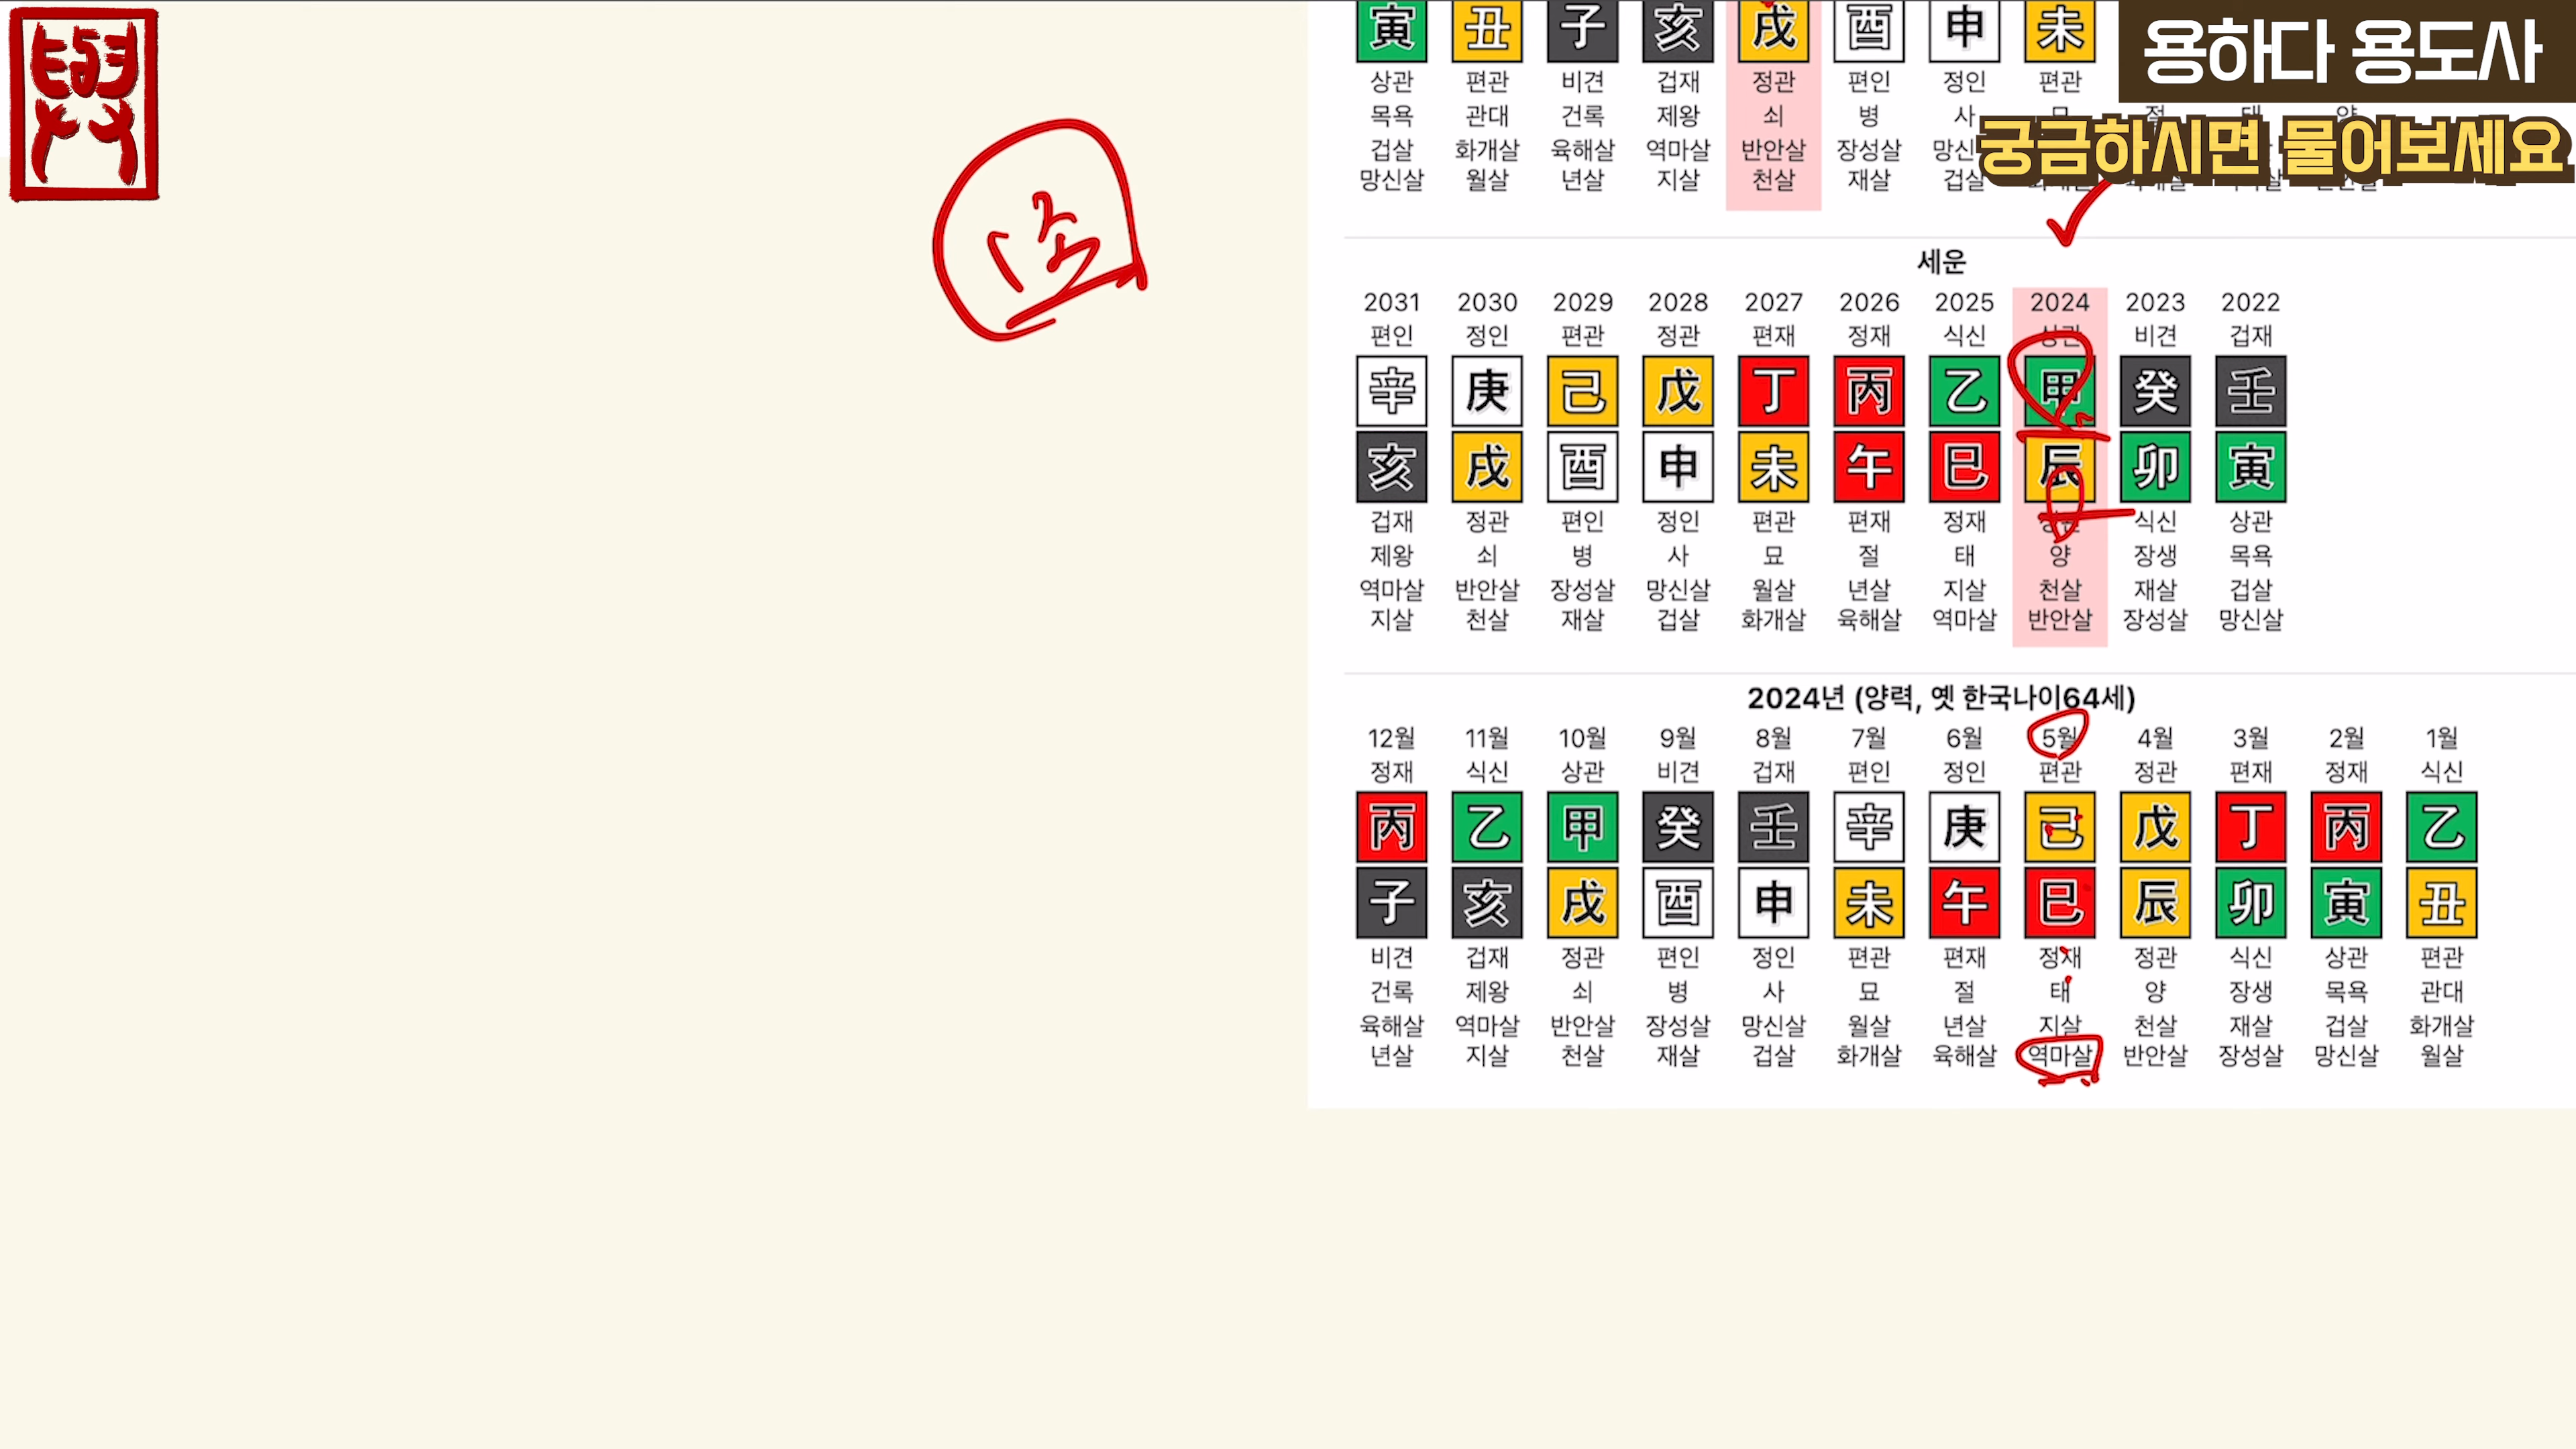 용하다 용도사
궁금하시면 물어보세요
寅 丑 子 亥 戌 酉 申 未
상관 편관 비견 겁재 정관 편인 정인 편관
목욕 관대 건록 제왕 쇠 병 사 묘 절 태 양
겁살 화개살 육해살 역마살 반안살 장성살
망신살 월살 년살 지살 천살 재살 겁살
세운
2031 2030 2029 2028 2027 2026 2025 2024 2023 2022
편인 정인 편관 정관 편재 정재 식신 상관 비견 겁재
辛 庚 己 戊 丁 丙 乙 甲 癸 壬
亥 戌 酉 申 未 午 巳 辰 卯 寅
겁재 정관 편인 정인 편관 편재 정재 정관 식신 상관
제왕 쇠 병 사 묘 절 태 양 장생 목욕
역마살 반안살 장성살 망신살 월살 년살 지살 천살 재살 겁살
지살 천살 재살 겁살 화개살 육해살 역마살 반안살 장성살 망신살
2024년 (양력, 옛 한국나이64세)
12월 11월 10월 9월 8월 7월 6월 5월 4월 3월 2월 1월
정재 식신 상관 비견 겁재 편인 정인 편관 정관 편재 정재 식신
丙 乙 甲 癸 壬 辛 庚 己 戊 丁 丙 乙
子 亥 戌 酉 申 未 午 巳 辰 卯 寅 丑
비견 겁재 정관 편인 정인 편관 편재 정재 정관 식신 상관 편관
건록 제왕 쇠 병 사 묘 절 태 양 장생 목욕 관대
육해살 역마살 반안살 장성살 망신살 월살 년살 지살 천살 재살 겁살 화개살
년살 지살 천살 재살 겁살 화개살 육해살 역마살 반안살 장성살 망신살 월살